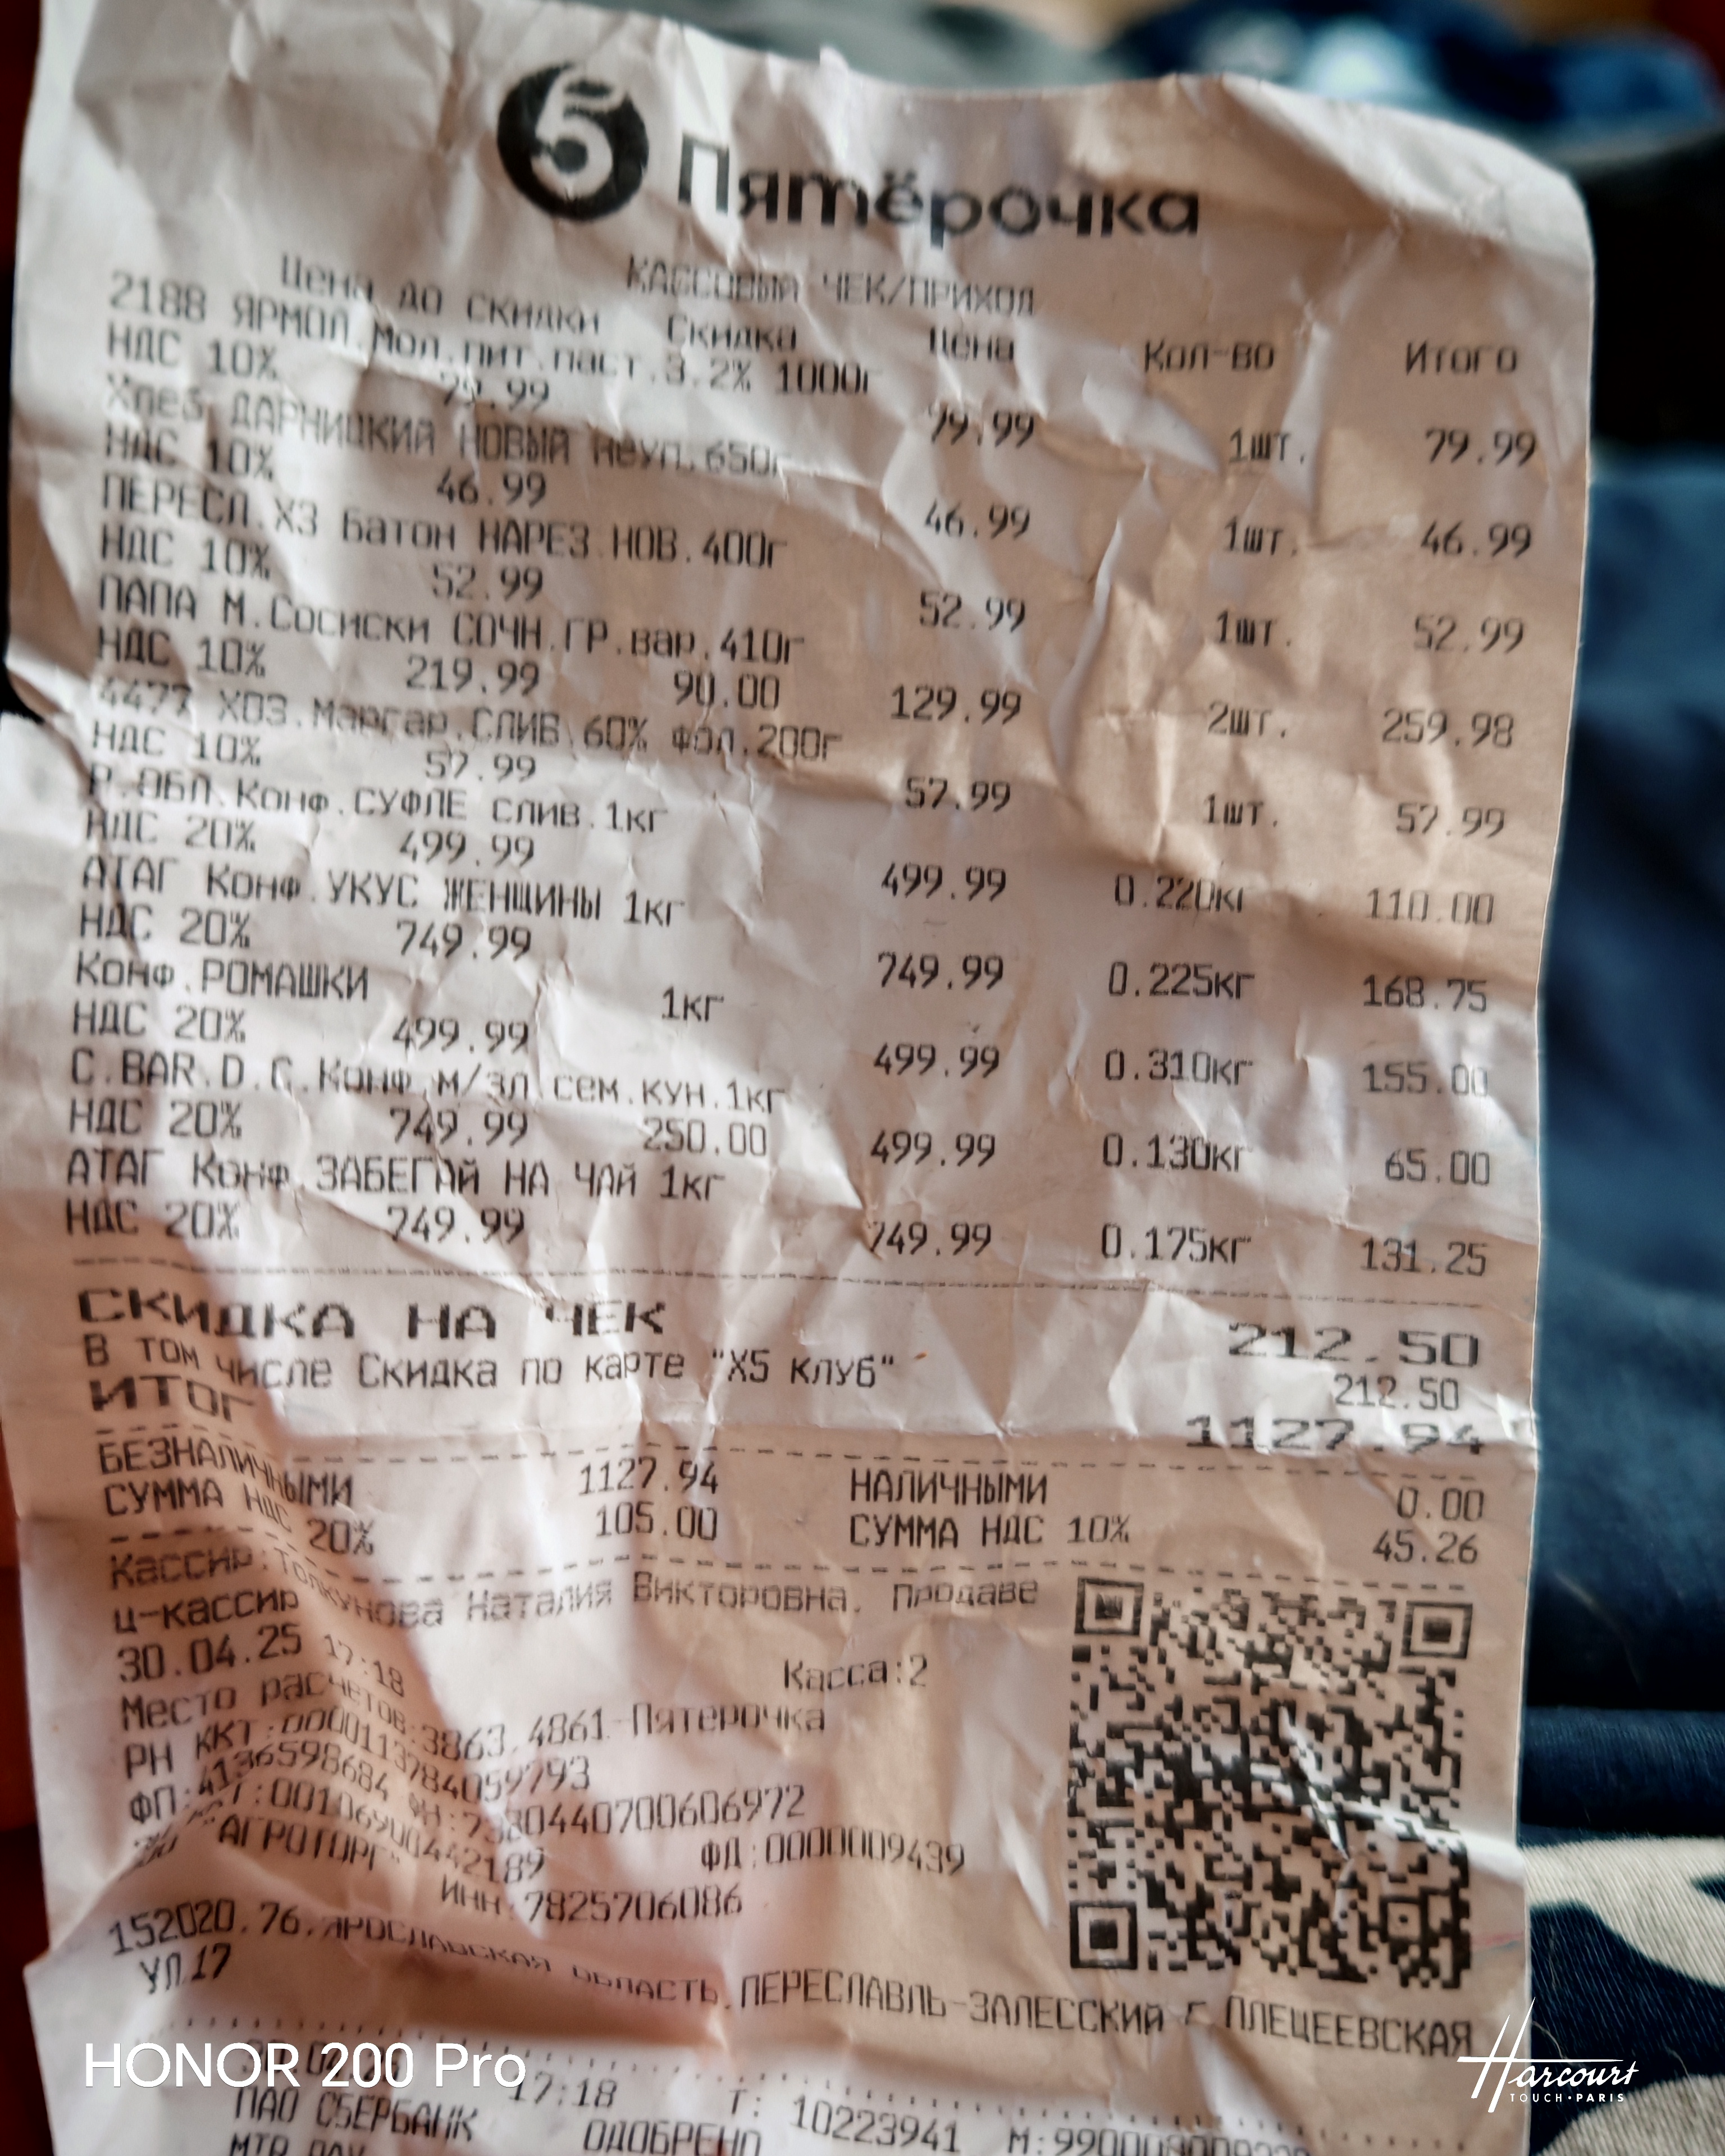 5 Пятёрочка
КАССОВЫЙ ЧЕК/ПРИХОД
Цена до скидки Скидка Цена Кол-во Итого
2188 ЯРМОЛ.Мол.пит.паст.3.2% 1000г
НДС 10% 79.99 79.99 1шт. 79.99
Хлеб ДАРНИЦКИЙ НОВЫЙ неуп.650г
НДС 10% 46.99 46.99 1шт. 46.99
ПЕРЕСЛ.ХЗ Батон НАРЕЗ.НОВ.400г
НДС 10% 52.99 52.99 1шт. 52.99
ПАПА М.Сосиски СОЧН.ГР.вар.410г
НДС 10% 219.99 90.00 129.99 2шт. 259.98
4477 ХОЗ.Маргар.СЛИВ.60% фол.200г
НДС 10% 57.99 57.99 1шт. 57.99
Р.ОБЛ.Конф.СУФЛЕ слив.1кг
НДС 20% 499.99 499.99 0.220кг 110.00
АТАГ Конф.УКУС ЖЕНЩИНЫ 1кг
НДС 20% 749.99 749.99 0.225кг 168.75
Конф.РОМАШКИ 1кг
НДС 20% 499.99 499.99 0.310кг 155.00
C.BAR.D.C.Конф.м/зл.сем.кун.1кг
НДС 20% 749.99 250.00 499.99 0.130кг 65.00
АТАГ Конф.ЗАБЕГАЙ НА ЧАЙ 1кг
НДС 20% 749.99 749.99 0.175кг 131.25
СКИДКА НА ЧЕК 212.50
В том числе Скидка по карте "X5 клуб" 212.50
ИТОГ 1127.94
БЕЗНАЛИЧНЫМИ 1127.94 НАЛИЧНЫМИ 0.00
СУММА НДС 20% 105.00 СУММА НДС 10% 45.26
Кассир:Толкунова Наталия Викторовна, Продаве
ц-кассир
30.04.25 17:18 Касса:2
Место расчетов:3863,4861-Пятерочка
РН ККТ:0000113784059793
ФП:4136598684 ФН:7380440700606972
:00106900442189 ФД:0000009439
"АГРОТОРГ" ИНН:7825706086
152020,76,ЯРОСЛАВСКАЯ ОБЛАСТЬ,ПЕРЕСЛАВЛЬ-ЗАЛЕССКИЙ Г ПЛЕЩЕЕВСКАЯ
УЛ,17
17:18 Т: 10223941
ПАО СБЕРБАНК ОДОБРЕНО
HONOR 200 Pro
Harcourt
TOUCH • PARIS